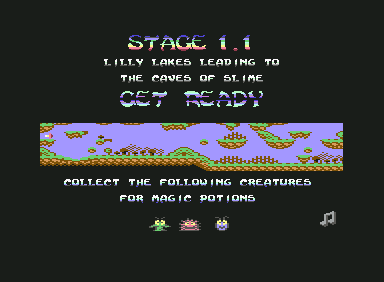 STAGE 1.1
LILLY LAKES LEADING TO
THE CAVES OF SLIME
GET READY
COLLECT THE FOLLOWING CREATURES
FOR MAGIC POTIONS